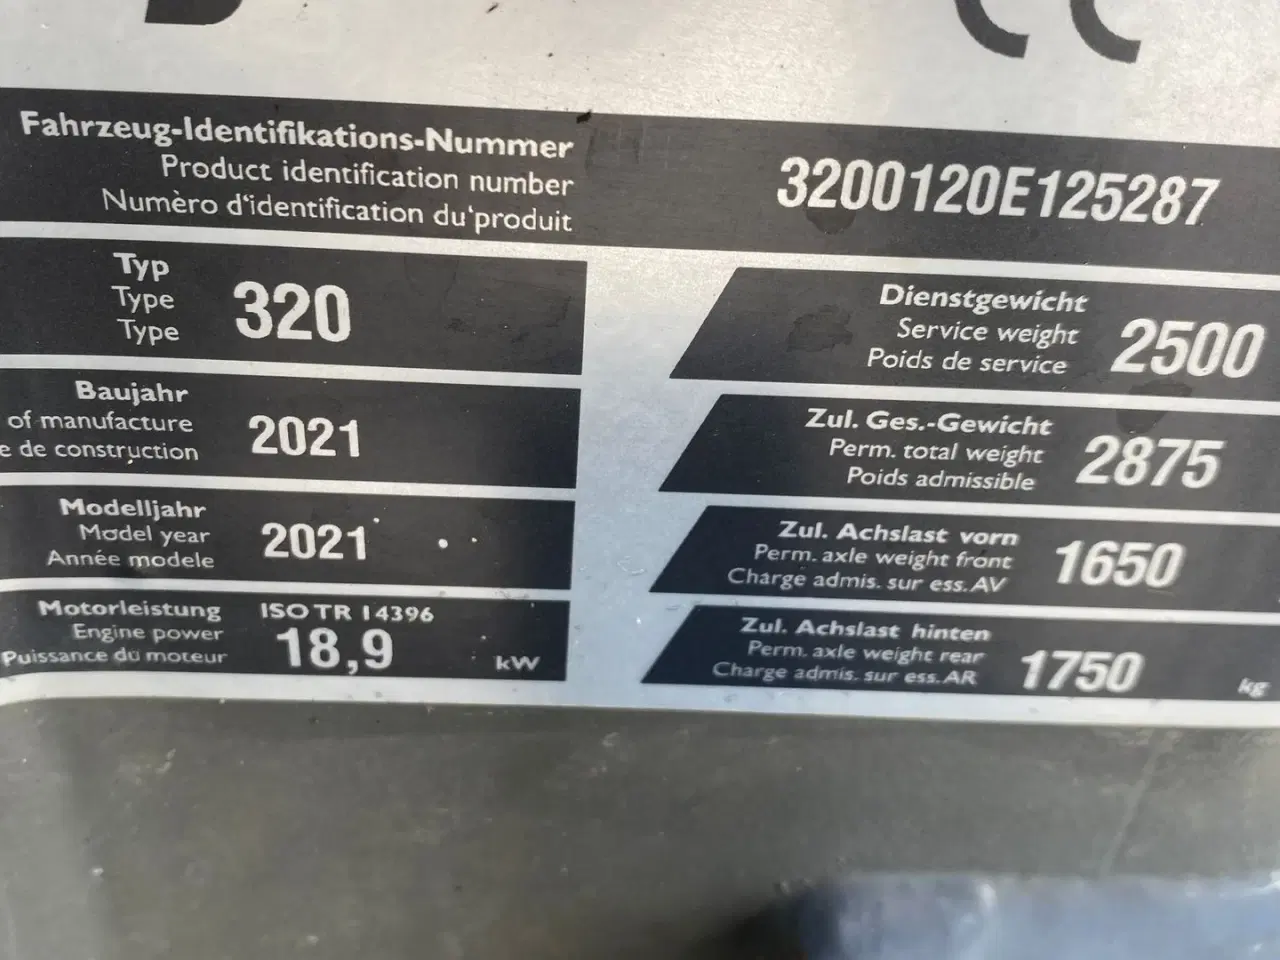 CE
Fahrzeug-Identifikations-Nummer
Product identification number
Numèro d'identification du'produit
3200120E125287
Typ
Type
Type
320
Baujahr
of manufacture
de construction
2021
Modelljahr
Model year
Année modele
2021
Motorleistung
Engine power
Puissance du moteur
ISO TR 14396
18,9
kW
Dienstgewicht
Service weight
Poids de service
2500
Zul. Ges.-Gewicht
Perm. total weight
Poids admissible
2875
Zul. Achslast vorn
Perm. axle weight front
Charge admis. sur ess. AV
1650
Zul. Achslast hinten
Perm. axle weight rear
Charge admis. sur ess. AR
1750
kg